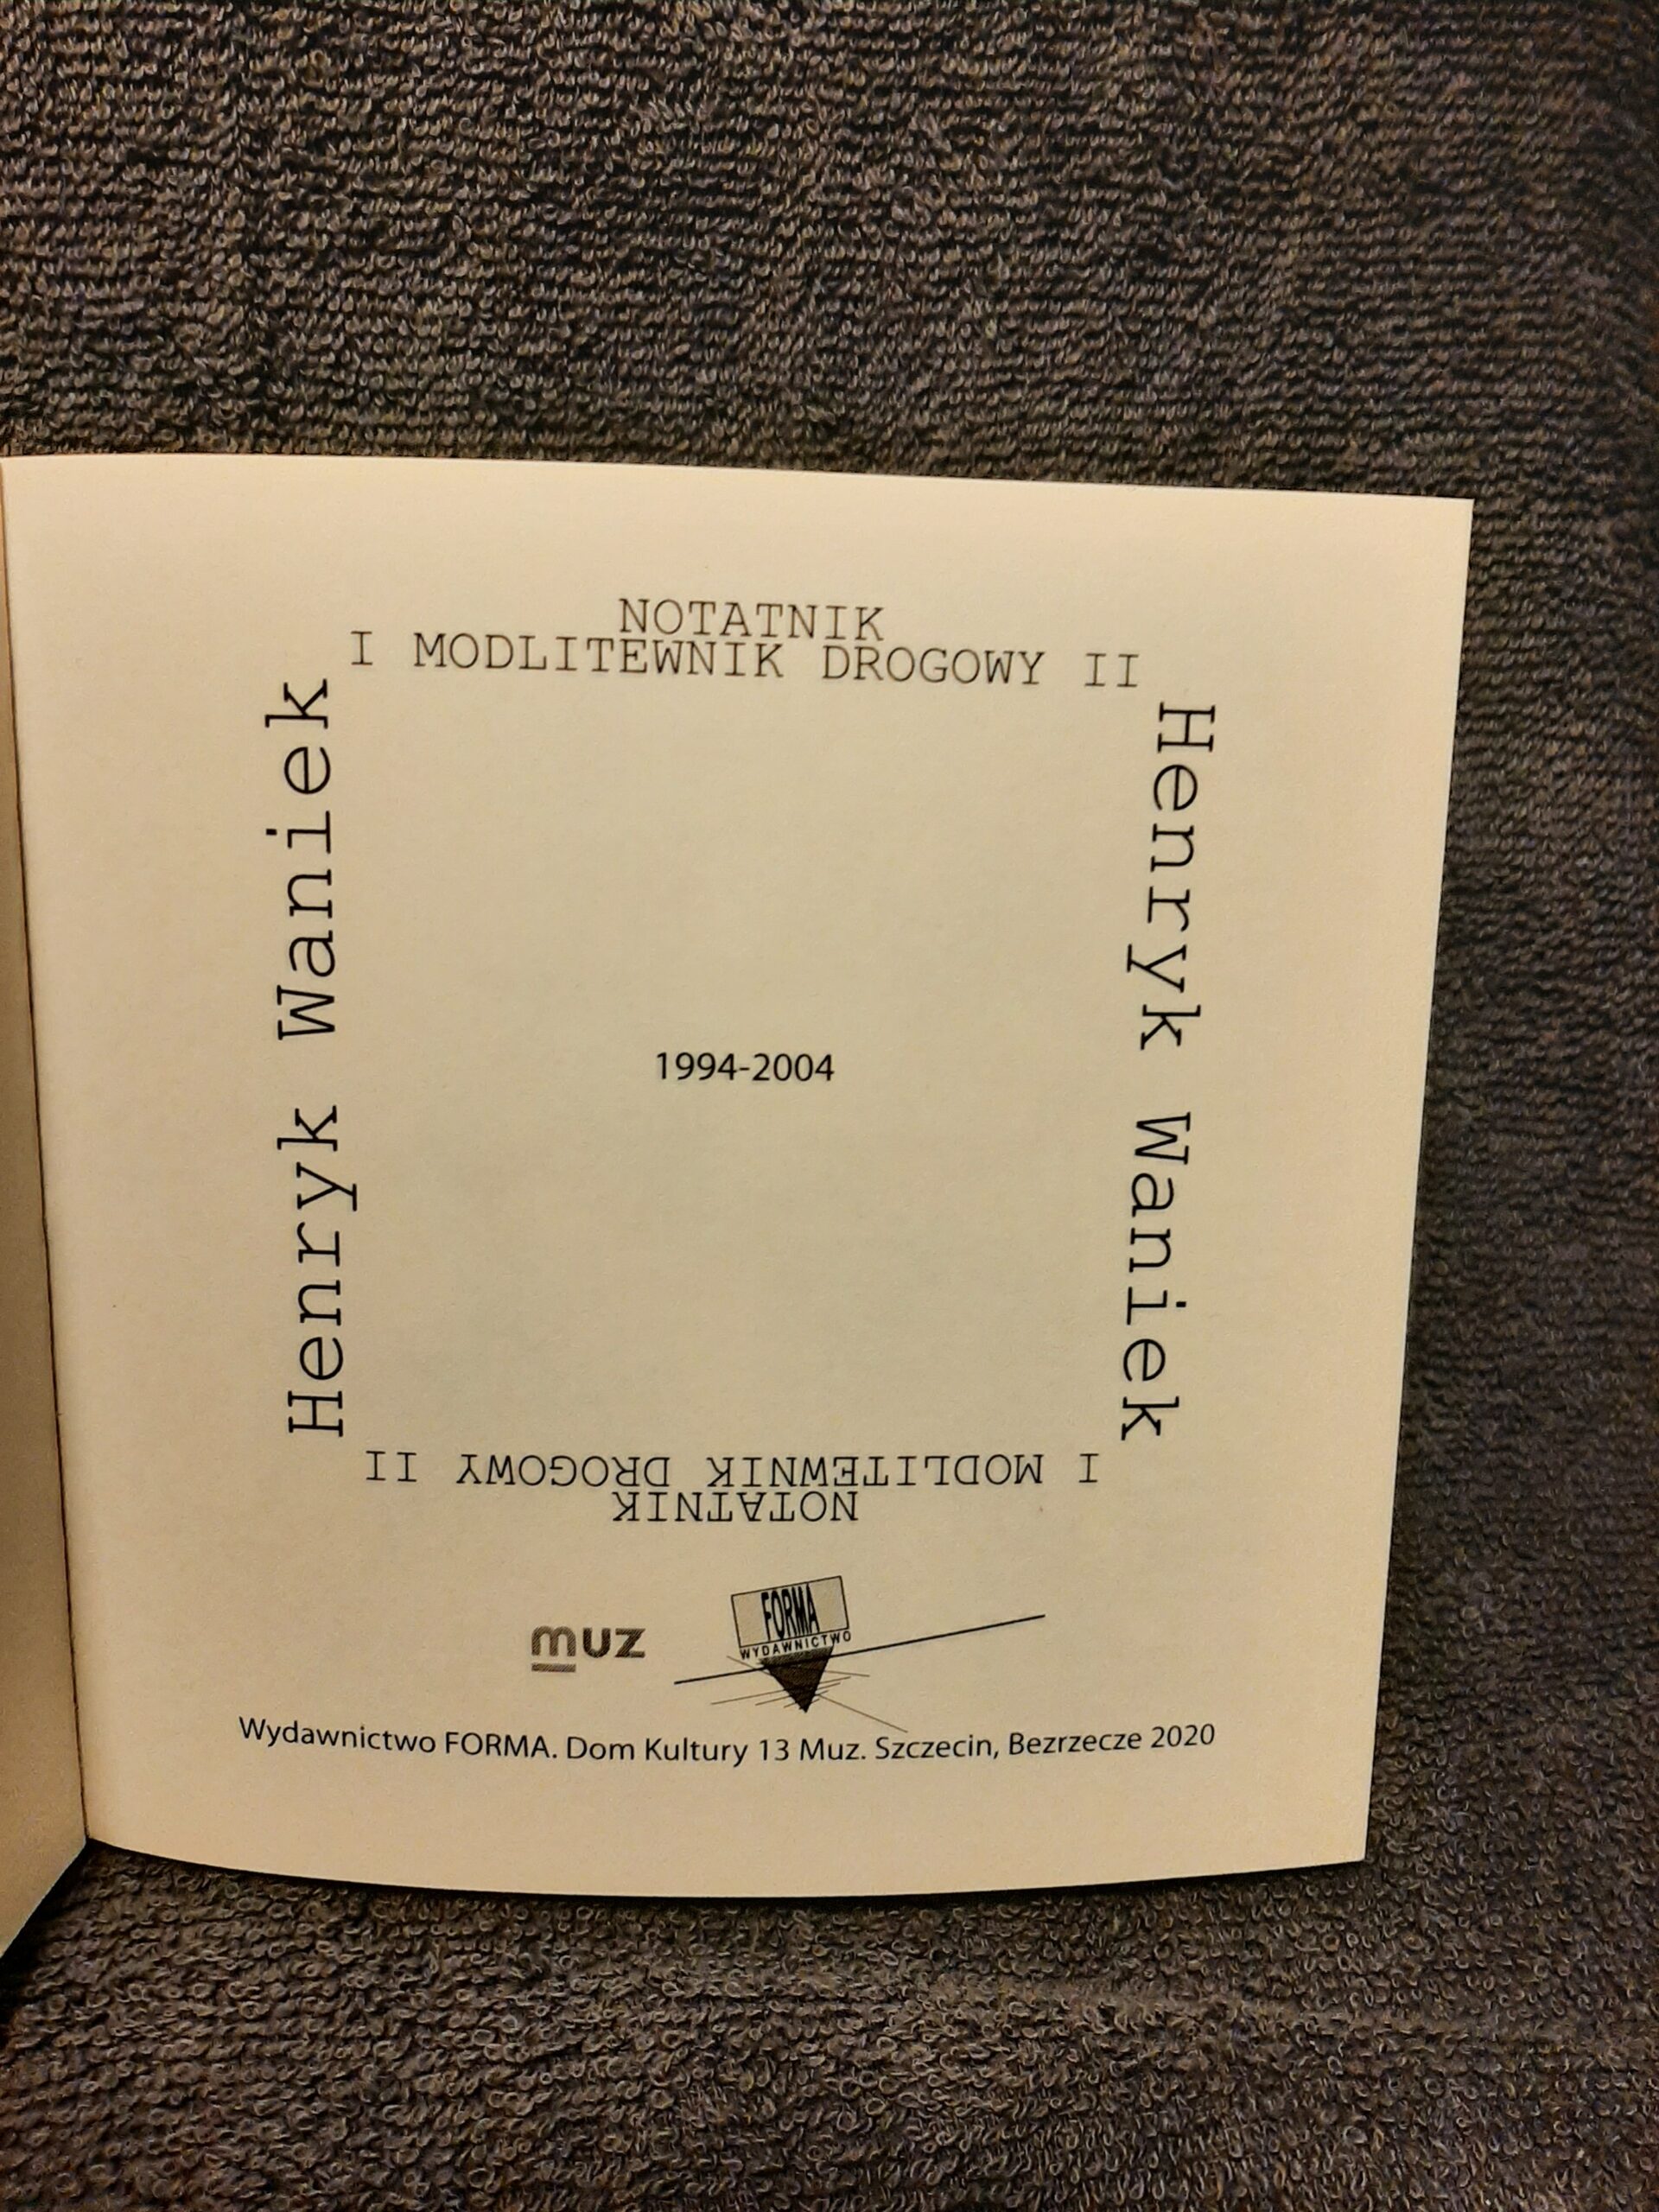 NOTATNIK
I MODLITEWNIK DROGOWY II
Henryk Waniek
Henryk Waniek
1994-2004
NOTATNIK
I MODLITEWNIK DROGOWY II
muz
FORMA
WYDAWNICTWO
Wydawnictwo FORMA. Dom Kultury 13 Muz. Szczecin, Bezrzecze 2020